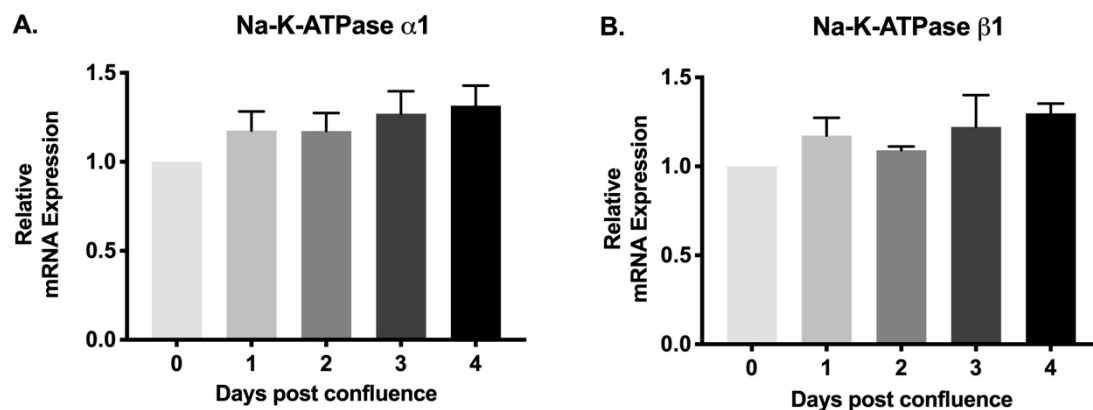 A.
Na-K-ATPase α1
Relative
mRNA Expression
1.5
1.0
0.5
0.0
0 1 2 3 4
Days post confluence
B.
Na-K-ATPase β1
Relative
mRNA Expression
1.5
1.0
0.5
0.0
0 1 2 3 4
Days post confluence